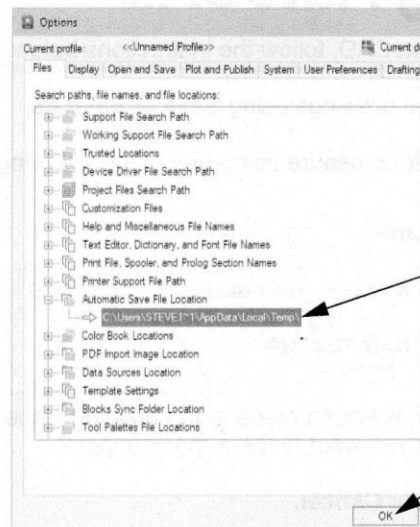 Options
Current profile: <<Unnamed Profile>> Current d
Files Display Open and Save Plot and Publish System User Preferences Drafting
Search paths, file names, and file locations:
Support File Search Path
Working Support File Search Path
Trusted Locations
Device Driver File Search Path
Project Files Search Path
Customization Files
Help and Miscellaneous File Names
Text Editor, Dictionary, and Font File Names
Print File, Spooler, and Prolog Section Names
Printer Support File Path
Automatic Save File Location
C:\Users\STEVE1~1\AppData\Local\Temp\
Color Book Locations
PDF Import Image Location
Data Sources Location
Template Settings
Blocks Sync Folder Location
Tool Palettes File Locations
OK